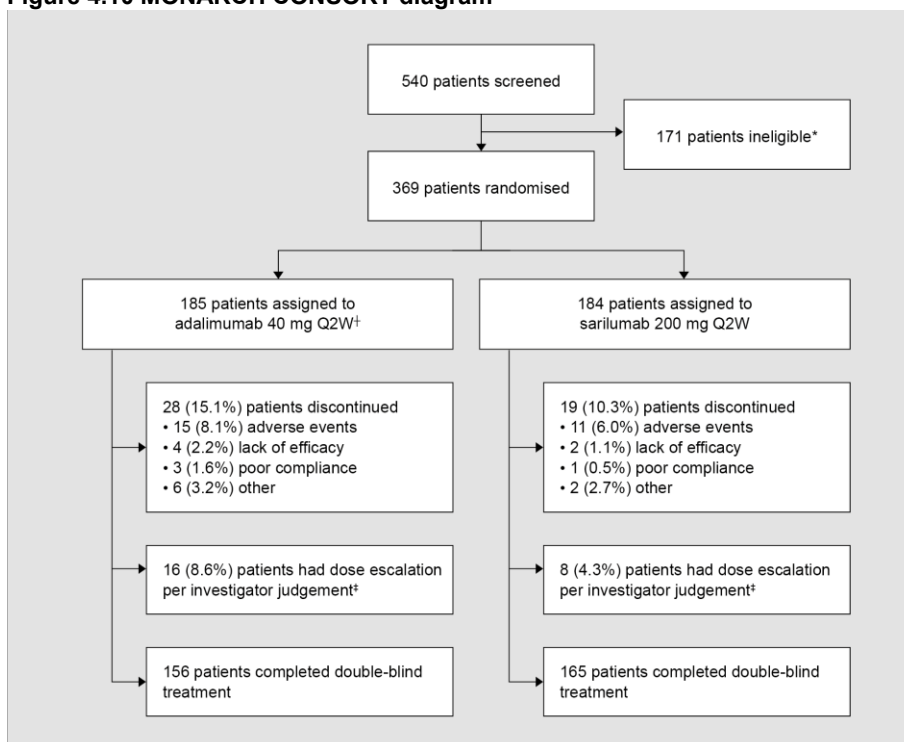 Figure 4.10 MONARCH CONSORT diagram
540 patients screened
171 patients ineligible*
369 patients randomised
185 patients assigned to
adalimumab 40 mg Q2W†
184 patients assigned to
sarilumab 200 mg Q2W
28 (15.1%) patients discontinued
• 15 (8.1%) adverse events
• 4 (2.2%) lack of efficacy
• 3 (1.6%) poor compliance
• 6 (3.2%) other
19 (10.3%) patients discontinued
• 11 (6.0%) adverse events
• 2 (1.1%) lack of efficacy
• 1 (0.5%) poor compliance
• 2 (2.7%) other
16 (8.6%) patients had dose escalation
per investigator judgement‡
8 (4.3%) patients had dose escalation
per investigator judgement‡
156 patients completed double-blind
treatment
165 patients completed double-blind
treatment